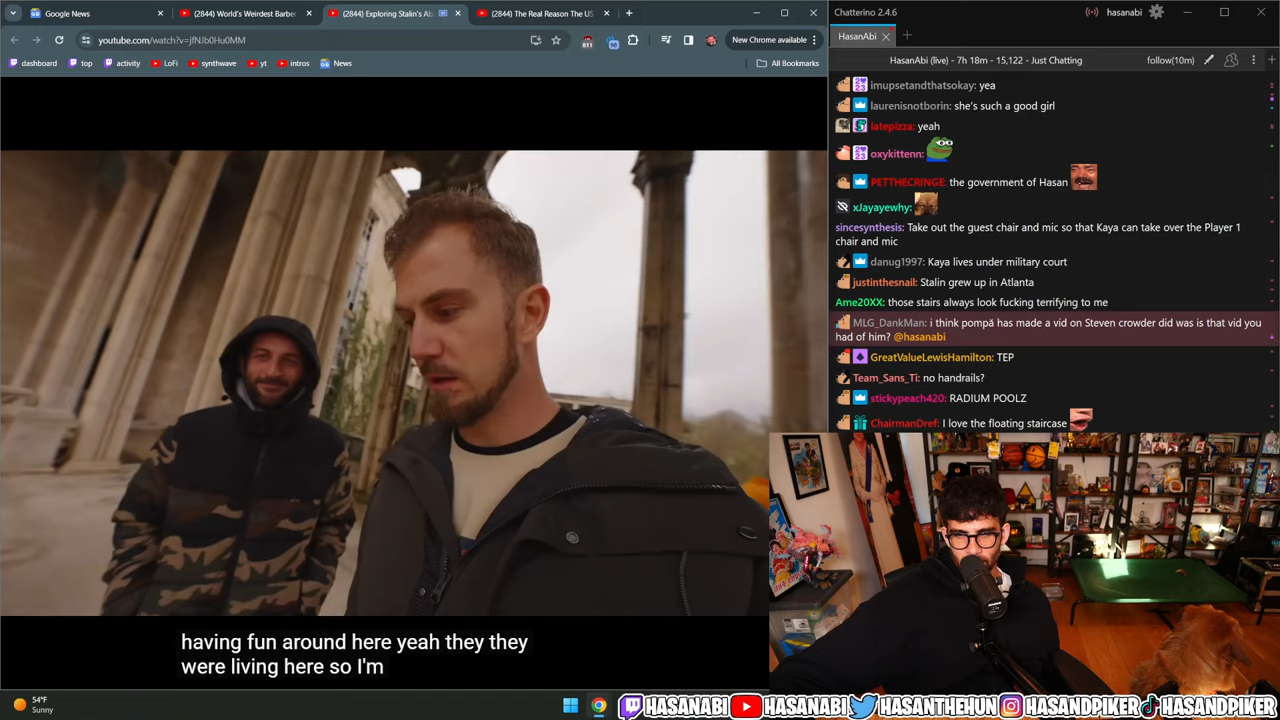 Google News
(2844) World's Weirdest Barber
(2844) Exploring Stalin's Ab
(2844) The Real Reason The US
youtube.com/watch?v=jfNJb0Hu0MM
New Chrome available
dashboard
top
activity
LoFi
synthwave
yt
intros
News
All Bookmarks
Chatterino 2.4.6
hasanabi
HasanAbi
HasanAbi (live) - 7h 18m - 15,122 - Just Chatting
follow(10m)
imupsetandthatsokay: yea
laurenisnotborin: she's such a good girl
latepizza: yeah
oxykittenn:
PETTHECRINGE: the government of Hasan
xJayayewhy:
sincesynthesis: Take out the guest chair and mic so that Kaya can take over the Player 1
chair and mic
danug1997: Kaya lives under military court
justinthesnail: Stalin grew up in Atlanta
Ame20XX: those stairs always look fucking terrifying to me
MLG_DankMan: i think pompă has made a vid on Steven crowder did was is that vid you
had of him? @hasanabi
GreatValueLewisHamilton: TEP
Team_Sans_Ti: no handrails?
stickypeach420: RADIUM POOLZ
ChairmanDref: I love the floating staircase
having fun around here yeah they they
were living here so I'm
54°F
Sunny
HASANABI
HASANABI
HASANTHEHUN
HASANDPIKER
HASANDPIKER